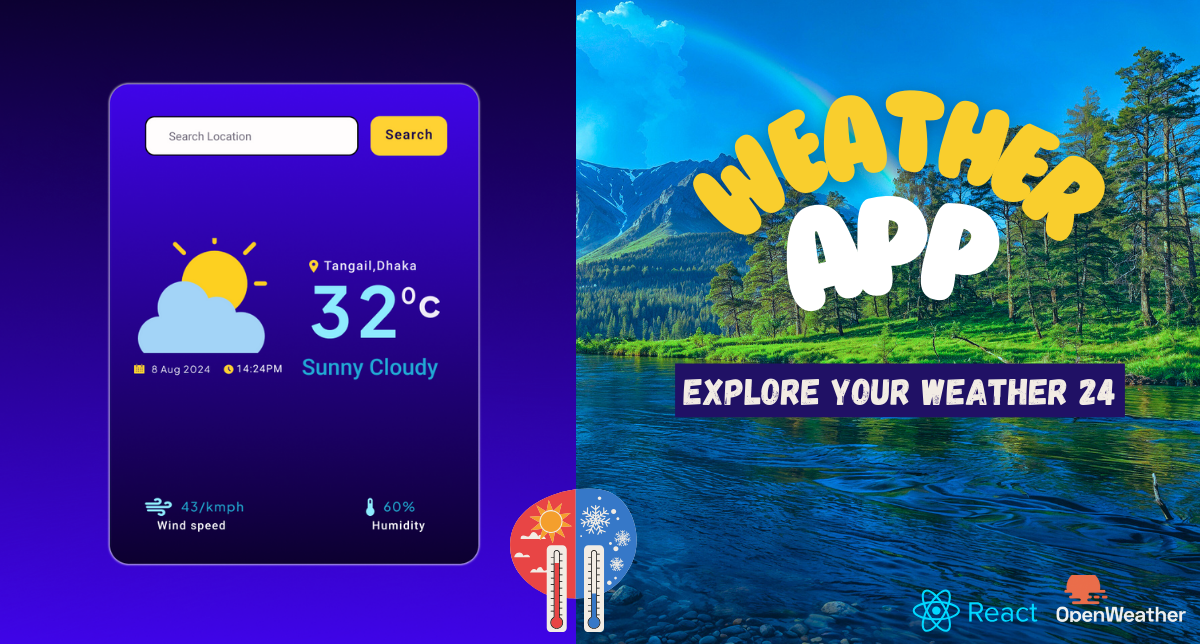 Search Location
Search
Tangail,Dhaka
32°c
Sunny Cloudy
8 Aug 2024 14:24PM
43/kmph
Wind speed
60%
Humidity
WEATHER
APP
EXPLORE YOUR WEATHER 24
React
OpenWeather